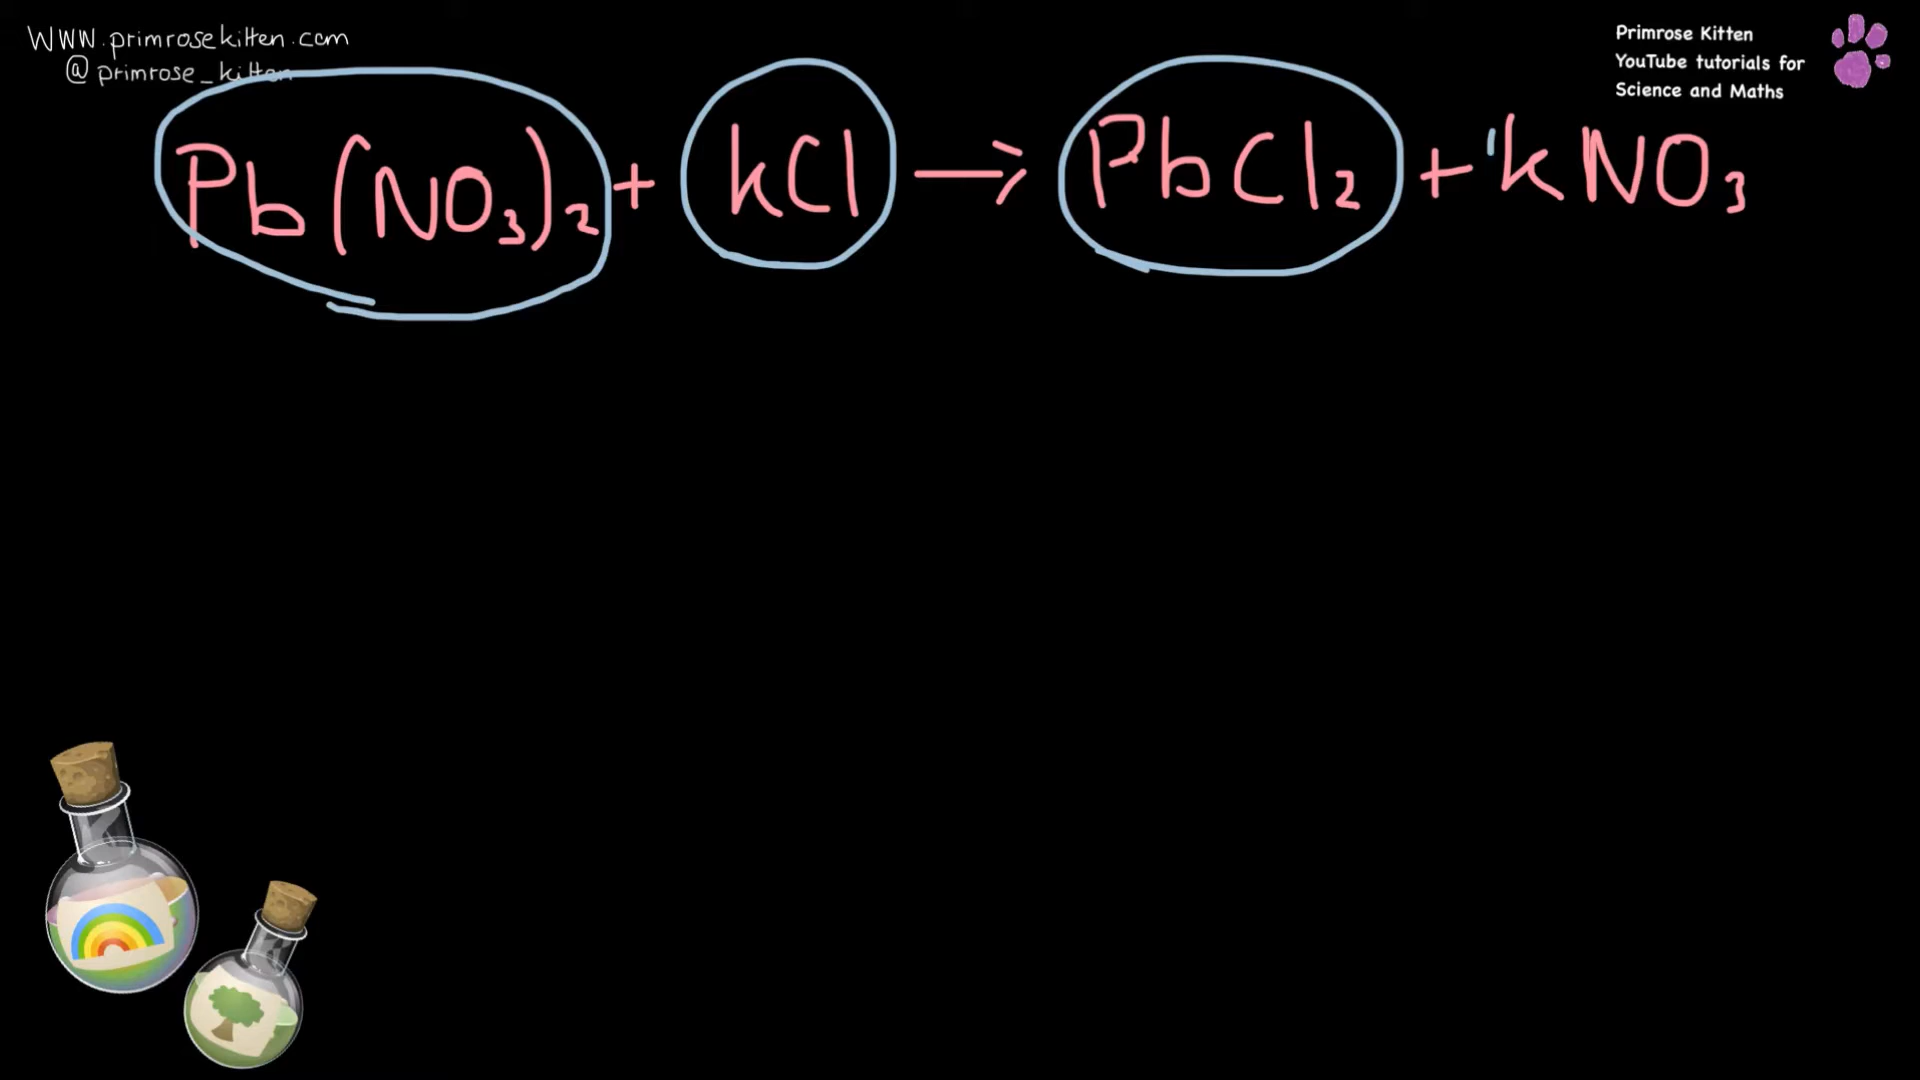 www.primrosekitten.com
@primrose_kitten
Primrose Kitten
YouTube tutorials for
Science and Maths
Pb(NO₃)₂ + kCl → PbCl₂ + kNO₃